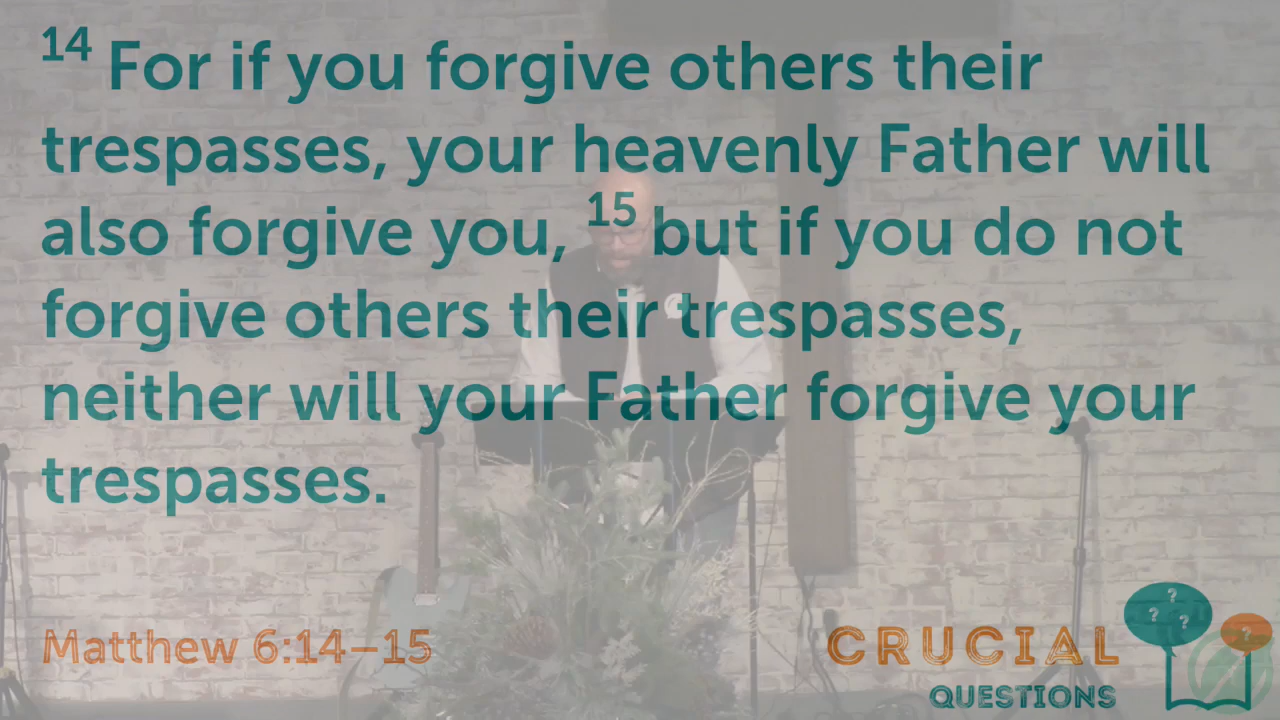 14 For if you forgive others their
trespasses, your heavenly Father will
also forgive you, 15 but if you do not
forgive others their trespasses,
neither will your Father forgive your
trespasses.
Matthew 6:14–15
CRUCIAL
QUESTIONS
? ? ? ?